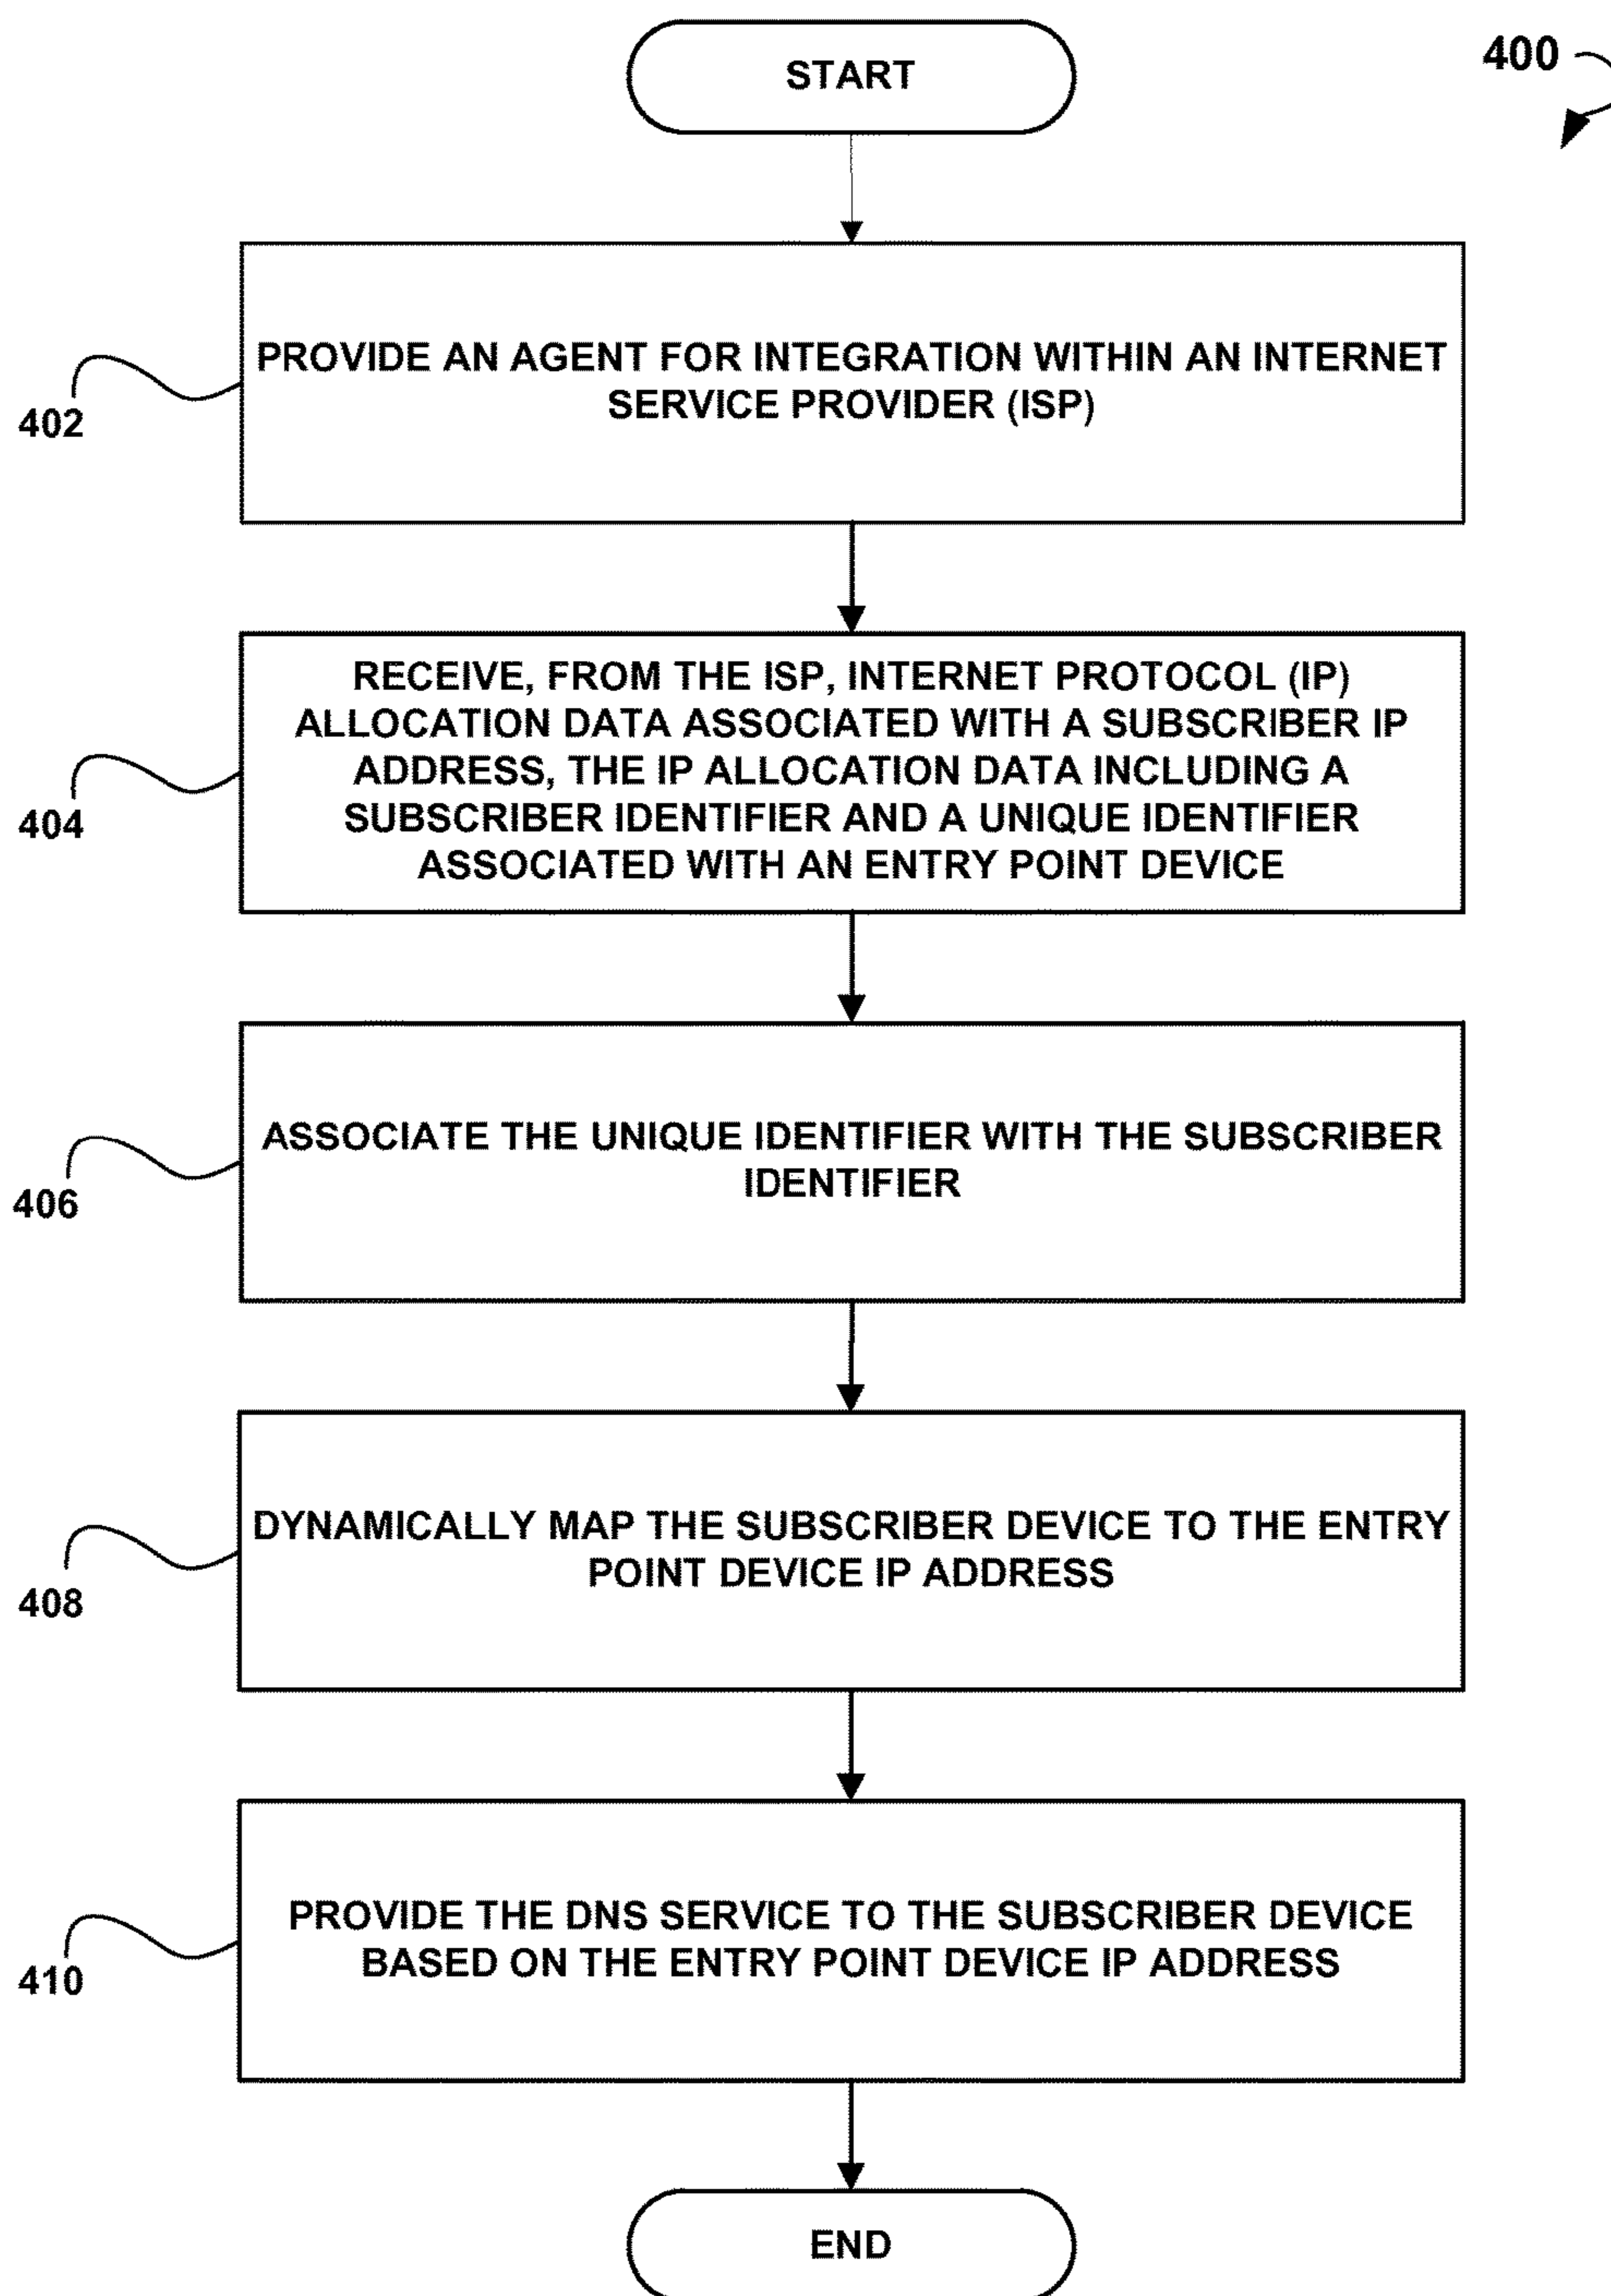 START
400
PROVIDE AN AGENT FOR INTEGRATION WITHIN AN INTERNET
SERVICE PROVIDER (ISP)
402
RECEIVE, FROM THE ISP, INTERNET PROTOCOL (IP)
ALLOCATION DATA ASSOCIATED WITH A SUBSCRIBER IP
ADDRESS, THE IP ALLOCATION DATA INCLUDING A
SUBSCRIBER IDENTIFIER AND A UNIQUE IDENTIFIER
ASSOCIATED WITH AN ENTRY POINT DEVICE
404
ASSOCIATE THE UNIQUE IDENTIFIER WITH THE SUBSCRIBER
IDENTIFIER
406
DYNAMICALLY MAP THE SUBSCRIBER DEVICE TO THE ENTRY
POINT DEVICE IP ADDRESS
408
PROVIDE THE DNS SERVICE TO THE SUBSCRIBER DEVICE
BASED ON THE ENTRY POINT DEVICE IP ADDRESS
410
END